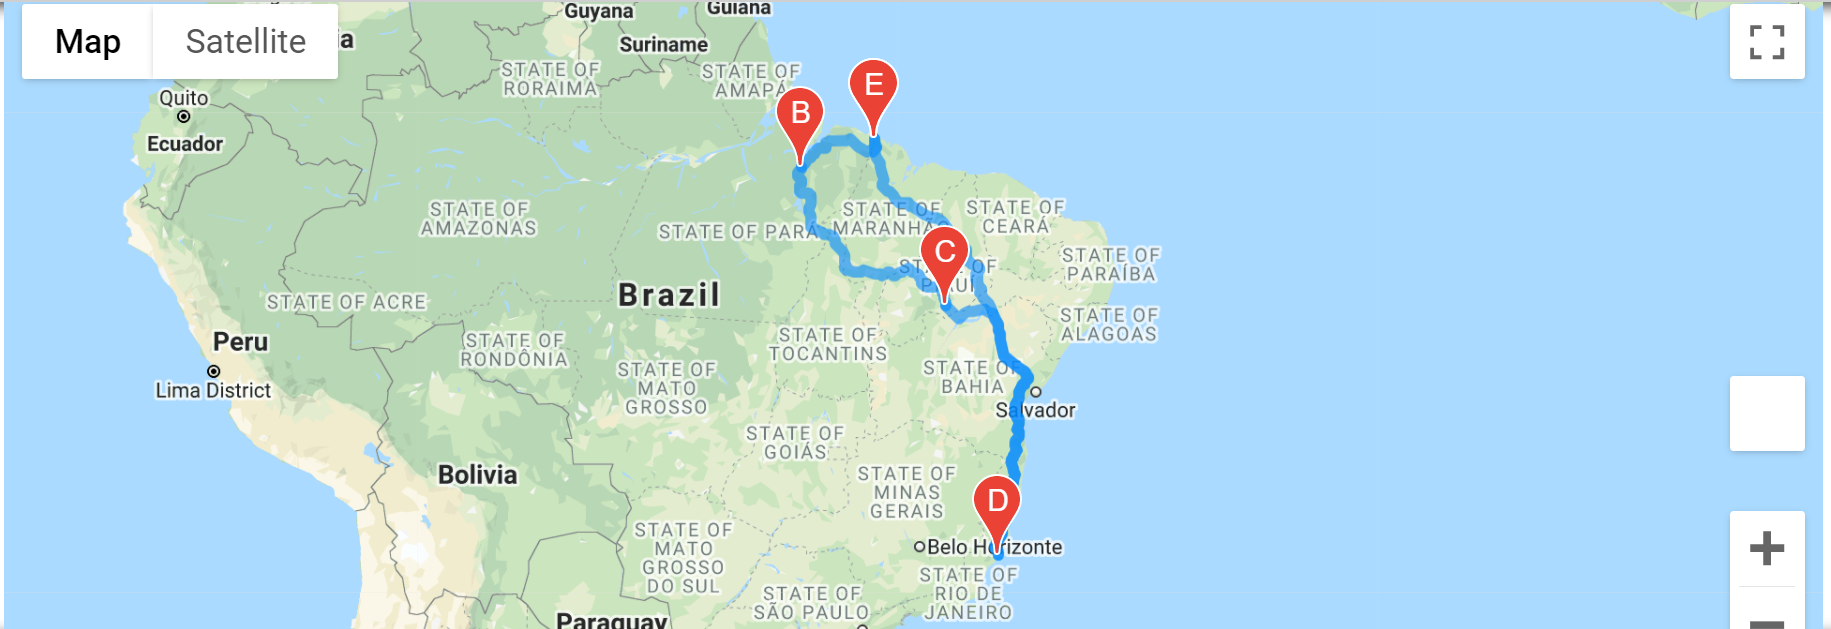 Map
Satellite
ia
Guyana
Guiana
Suriname
STATE OF
RORAIMA
STATE OF
AMAPÁ
E
B
Quito
Ecuador
STATE OF
AMAZONAS
STATE OF PARÁ
STATE OF
MARANHÃO
STATE OF
CEARÁ
C
STATE OF
PIAUÍ
STATE OF
PARAÍBA
Brazil
STATE OF ACRE
STATE OF
ALAGOAS
Peru
STATE OF
RONDÔNIA
STATE OF
TOCANTINS
Lima District
STATE OF
MATO
GROSSO
STATE OF
BAHIA
Salvador
STATE OF
GOIÁS
Bolivia
STATE OF
MINAS
GERAIS
D
STATE OF
MATO
GROSSO
DO SUL
Belo Horizonte
STATE OF
RIO DE
JANEIRO
STATE OF
SÃO PAULO
Paraguay